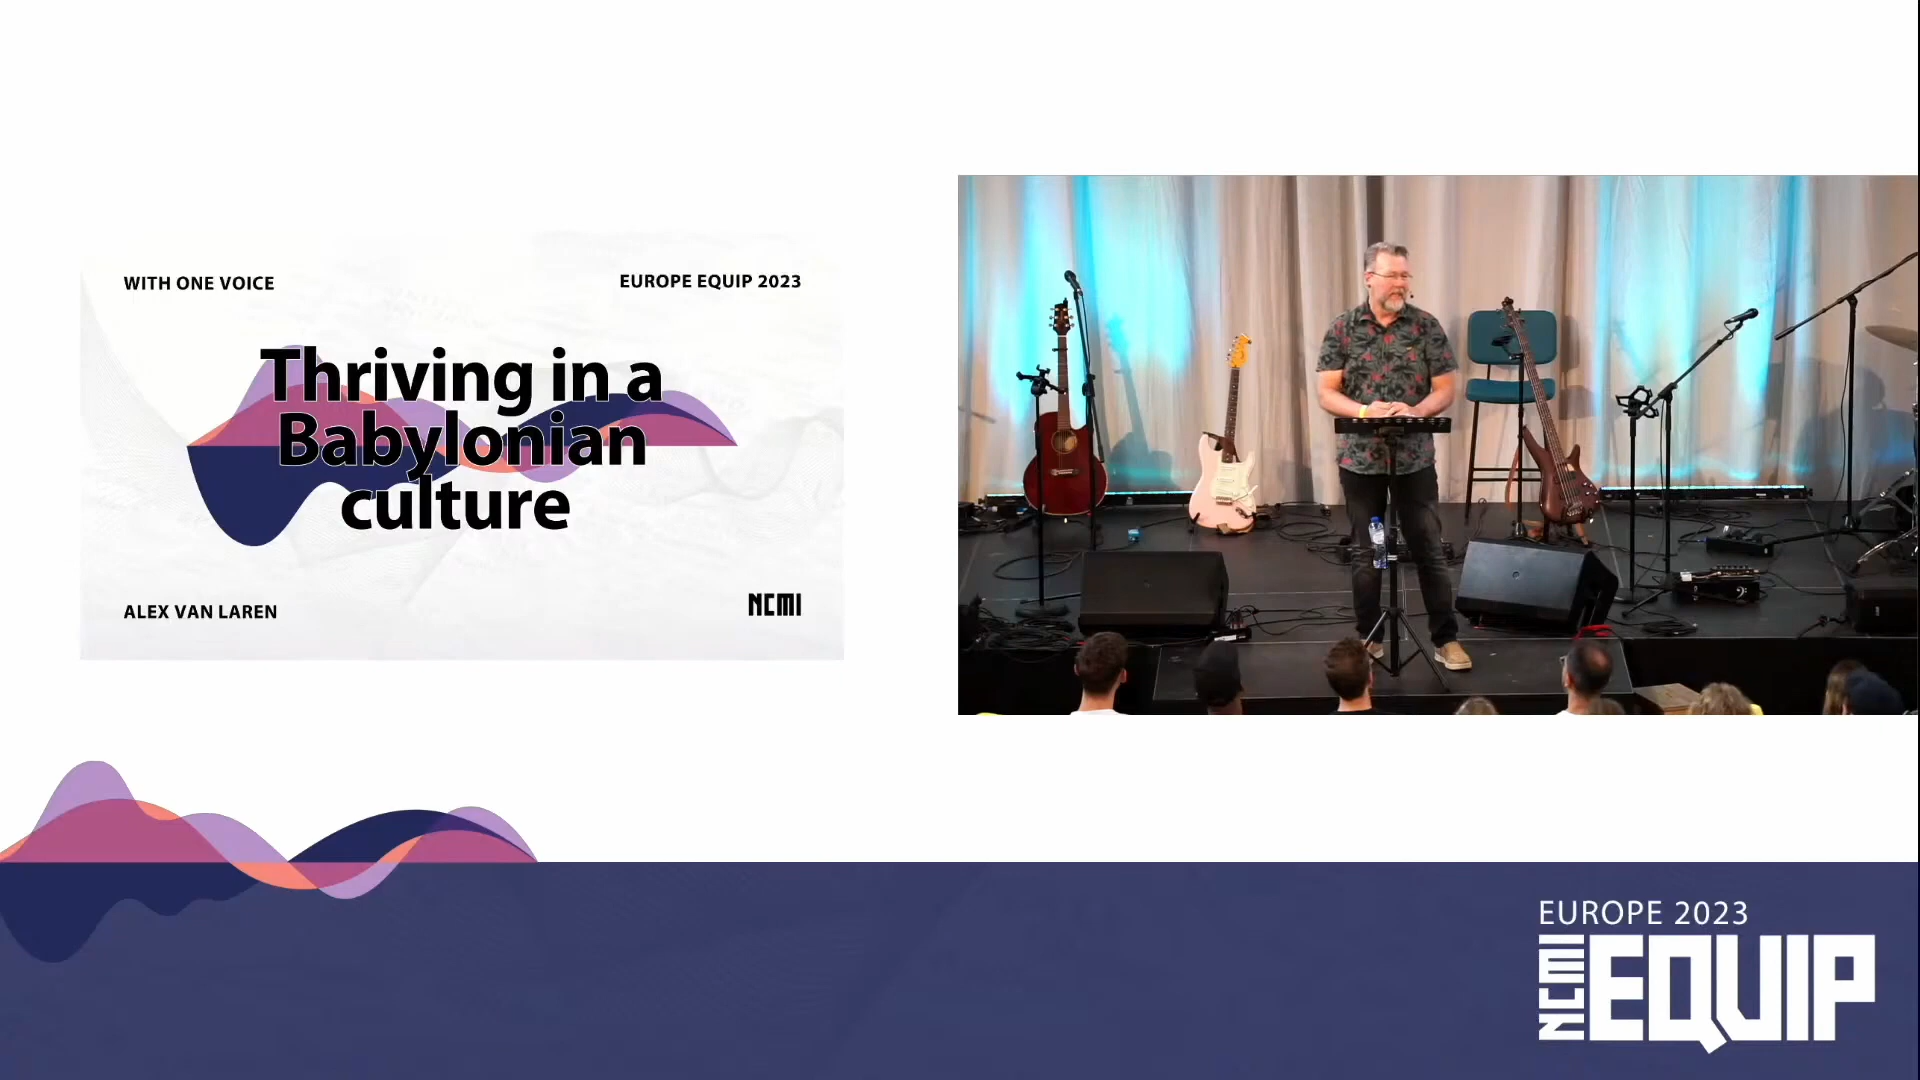 WITH ONE VOICE
EUROPE EQUIP 2023
Thriving in a
Babylonian
culture
ALEX VAN LAREN
NCMI
EUROPE 2023
NCMI
EQUIP